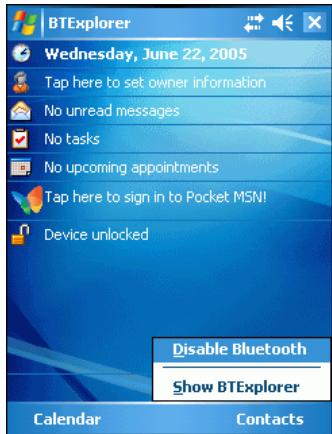 BTExplorer
Wednesday, June 22, 2005
Tap here to set owner information
No unread messages
No tasks
No upcoming appointments
Tap here to sign in to Pocket MSN!
Device unlocked
Disable Bluetooth
Show BTExplorer
Calendar Contacts